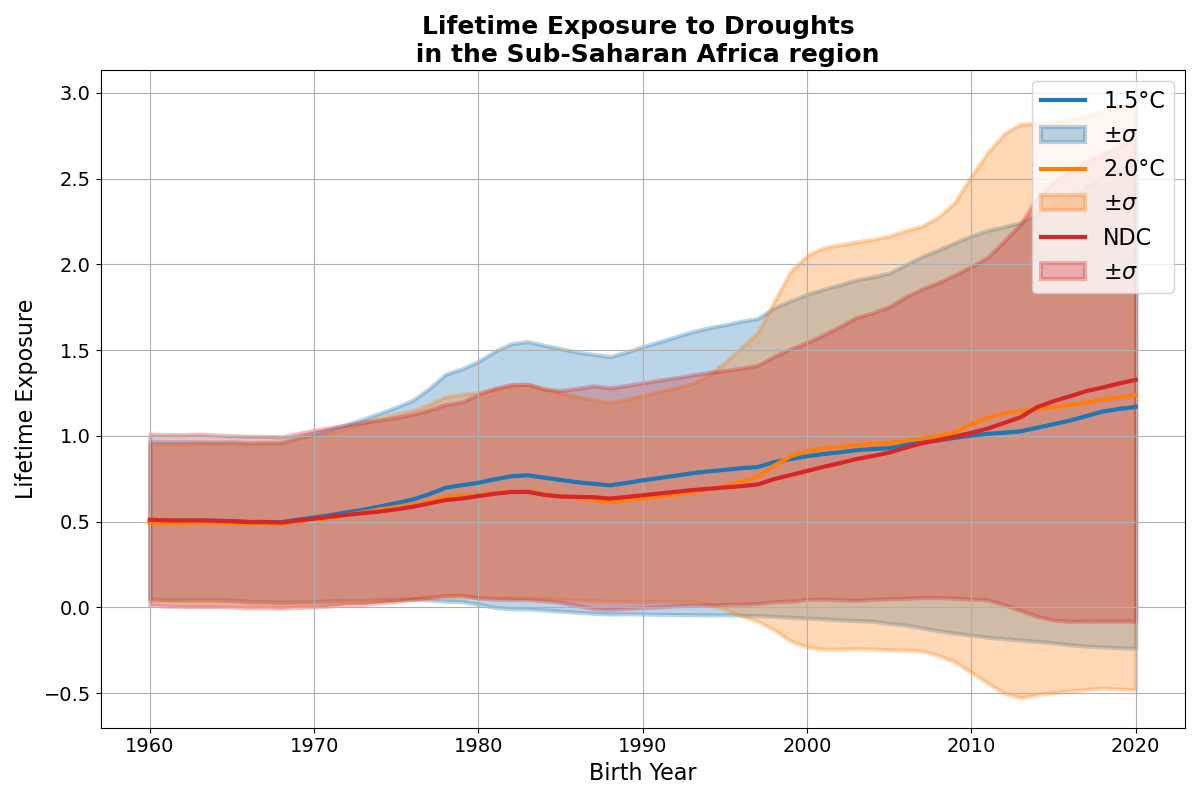 Lifetime Exposure to Droughts
in the Sub-Saharan Africa region
Lifetime Exposure
3.0
2.5
2.0
1.5
1.0
0.5
0.0
−0.5
1.5°C
±σ
2.0°C
±σ
NDC
±σ
1960 1970 1980 1990 2000 2010 2020
Birth Year